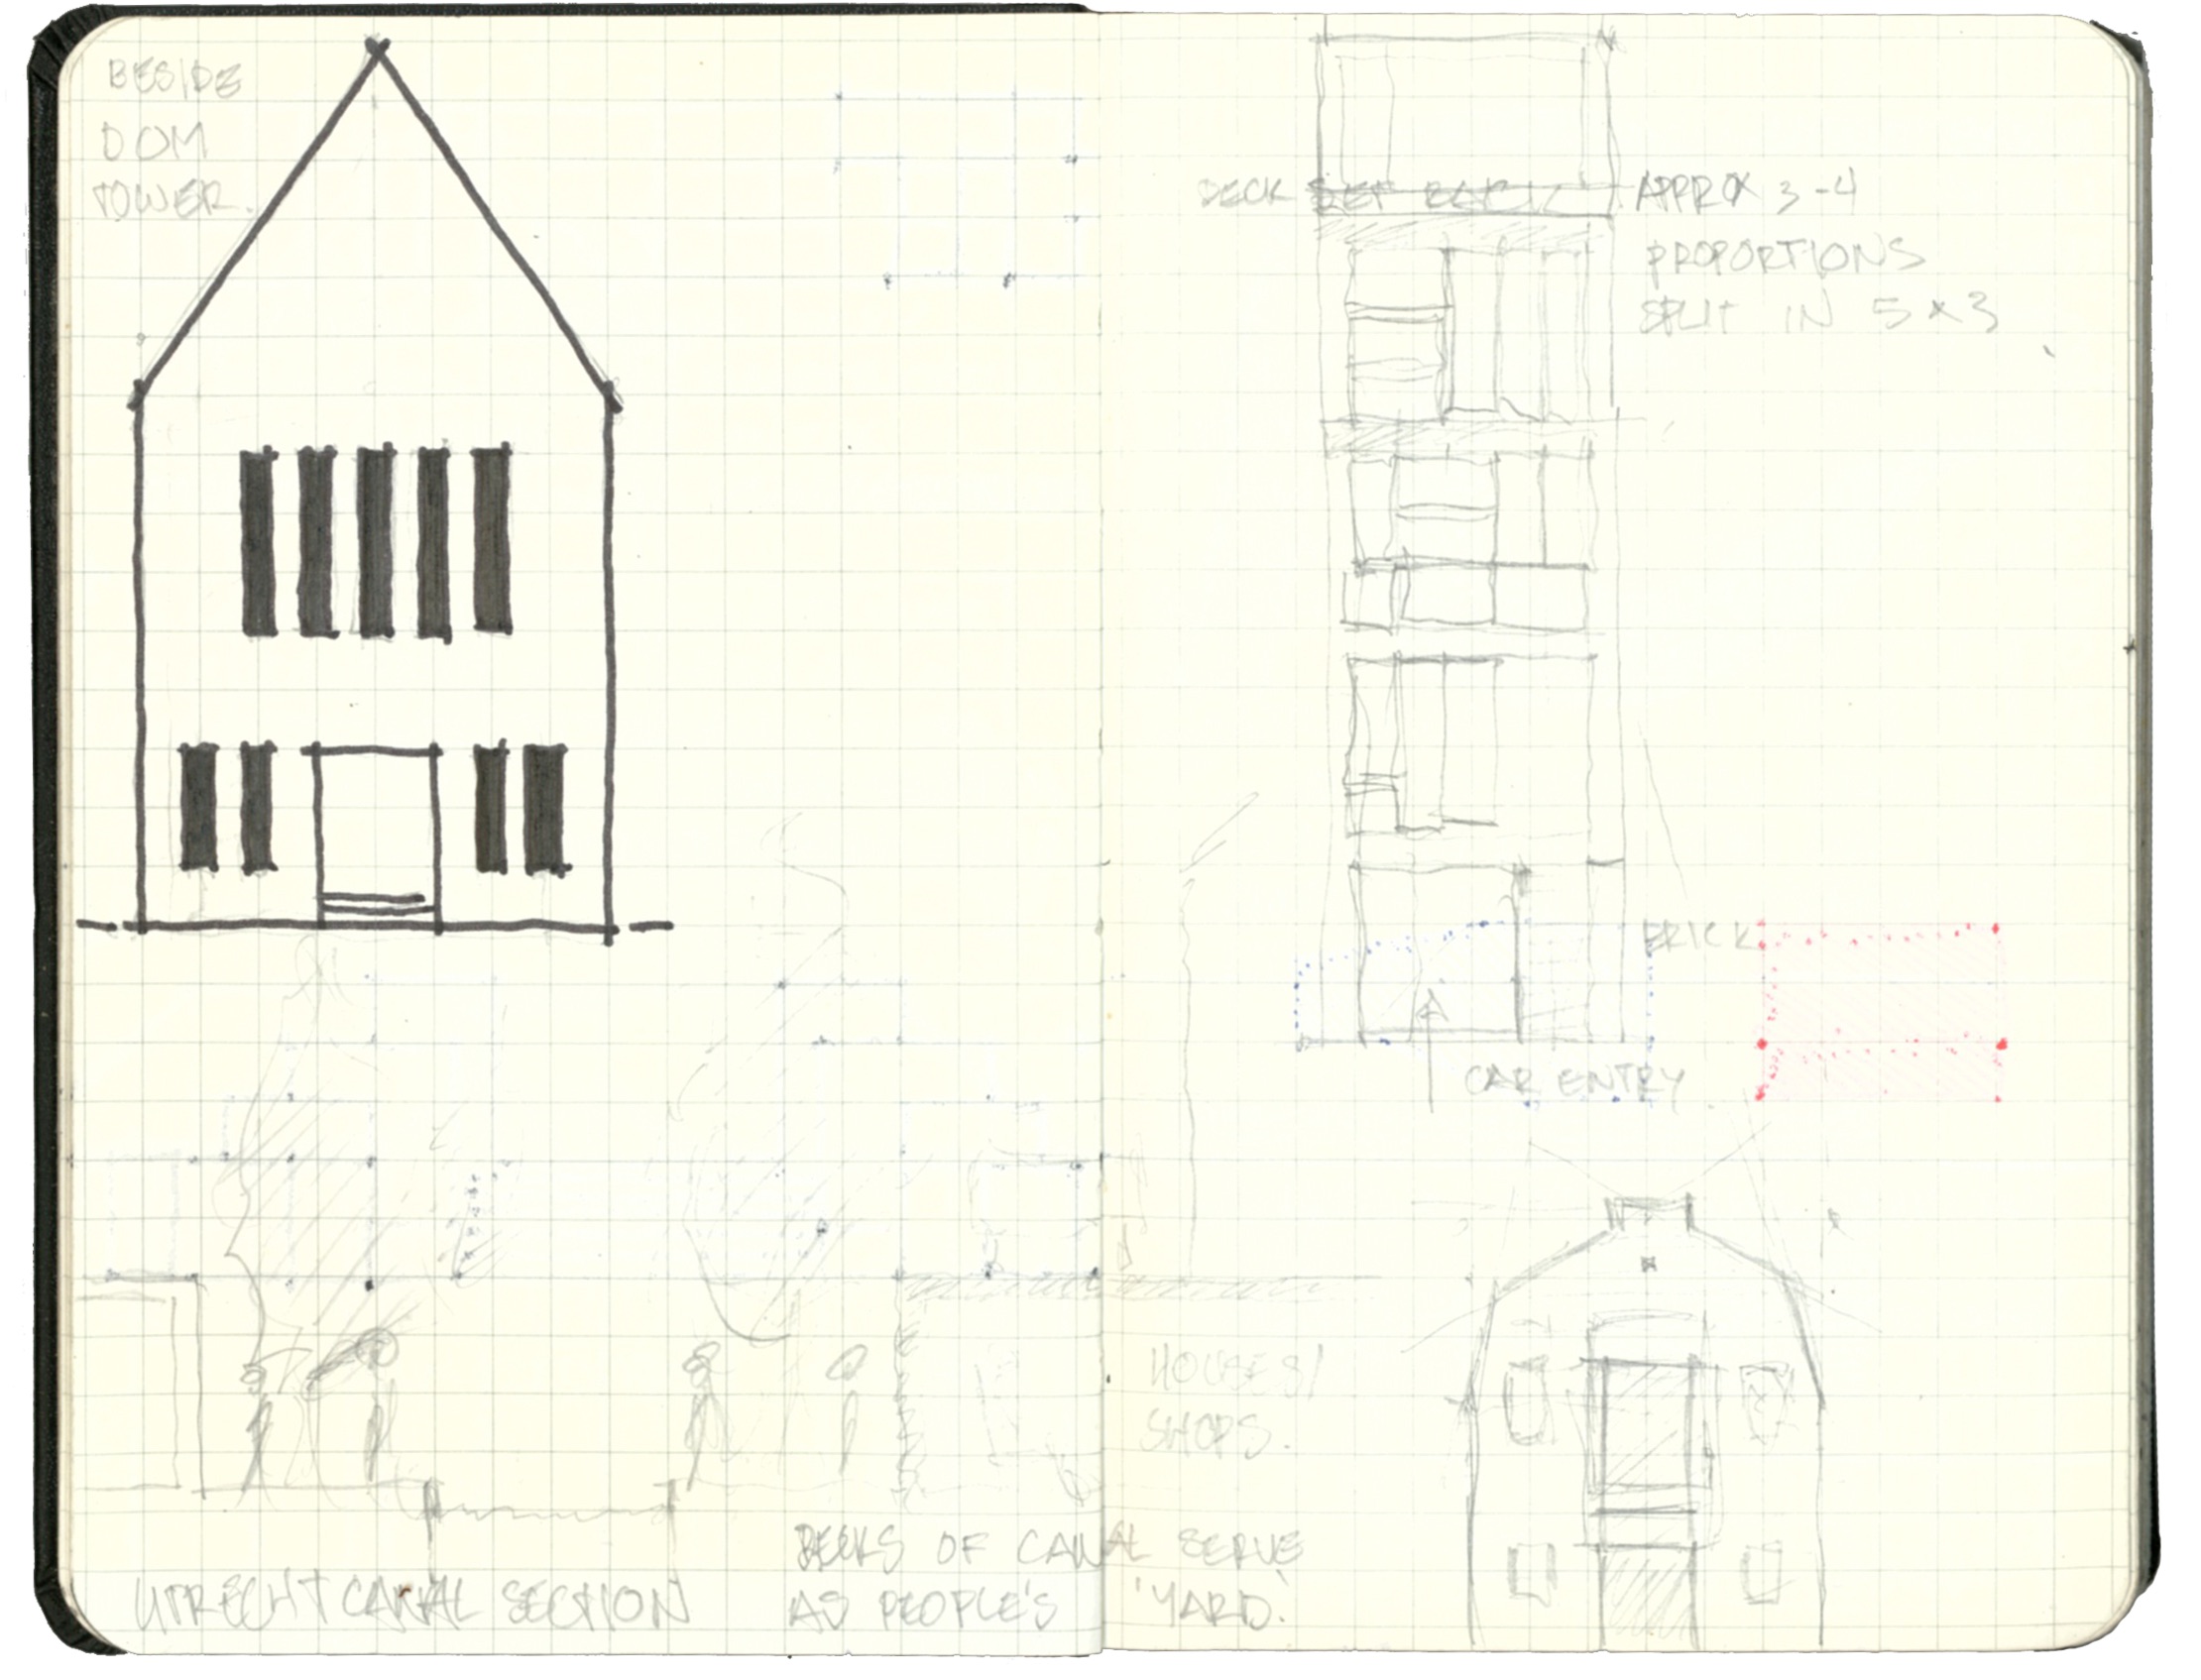 BESIDE
DOM
TOWER.
DECK SET BACK
APPROX 3-4
PROPORTIONS
SPLIT IN 5 x 3
BRICK
CAR ENTRY
HOUSES/
SHOPS.
UTRECHT CANAL SECTION
DECKS OF CANAL SERVE
AS PEOPLE'S 'YARD.'